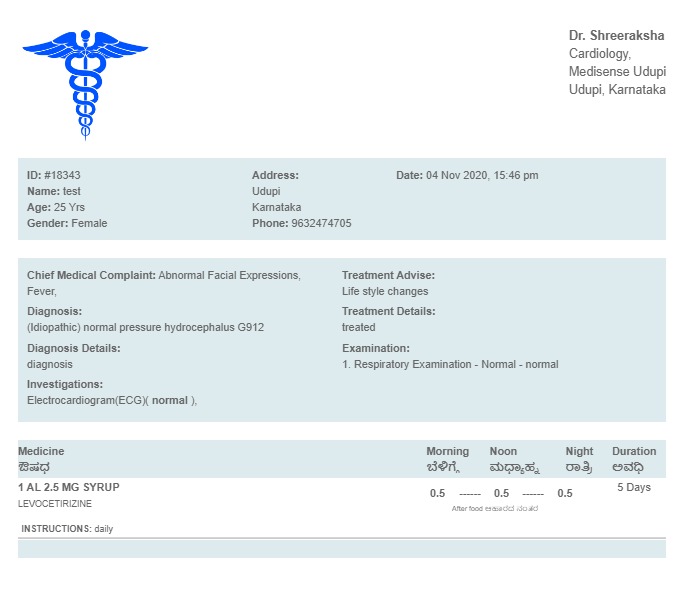 Dr. Shreeraksha
Cardiology,
Medisense Udupi
Udupi, Karnataka
ID: #18343
Name: test
Age: 25 Yrs
Gender: Female
Address:
Udupi
Karnataka
Phone: 9632474705
Date: 04 Nov 2020, 15:46 pm
Chief Medical Complaint: Abnormal Facial Expressions,
Fever,
Diagnosis:
(Idiopathic) normal pressure hydrocephalus G912
Diagnosis Details:
diagnosis
Investigations:
Electrocardiogram(ECG)( normal ),
Treatment Advise:
Life style changes
Treatment Details:
treated
Examination:
1. Respiratory Examination - Normal - normal
Medicine Morning Noon Night Duration
ಔಷಧ ಬೆಳಿಗ್ಗೆ ಮಧ್ಯಾಹ್ನ ರಾತ್ರಿ ಅವಧಿ
1 AL 2.5 MG SYRUP 0.5 ------ 0.5 ------ 0.5 5 Days
LEVOCETIRIZINE
After food ಆಹಾರದ ನಂತರ
INSTRUCTIONS: daily